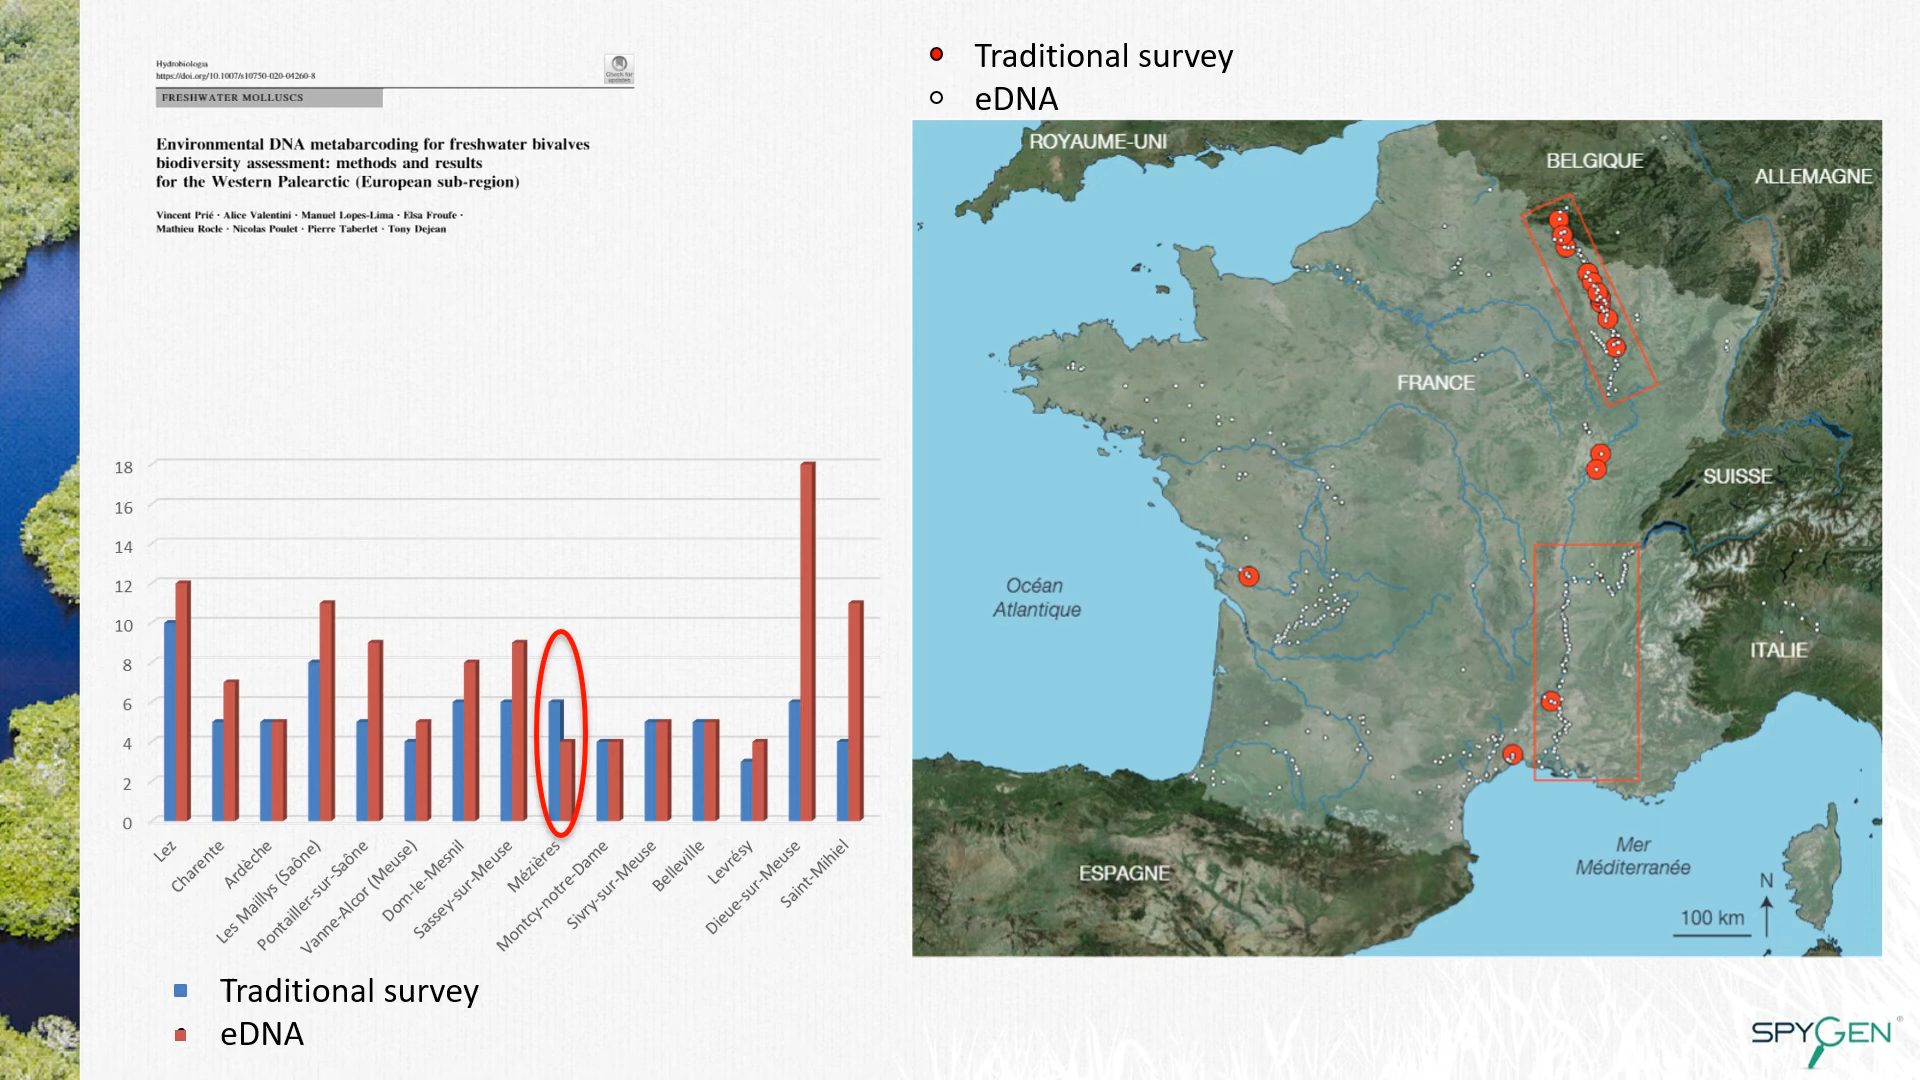 Hydrobiologia
https://doi.org/10.1007/s10750-020-04260-8
Check for
updates
FRESHWATER MOLLUSCS
Environmental DNA metabarcoding for freshwater bivalves
biodiversity assessment: methods and results
for the Western Palearctic (European sub-region)
Vincent Prié · Alice Valentini · Manuel Lopes-Lima · Elsa Froufe ·
Mathieu Rocle · Nicolas Poulet · Pierre Taberlet · Tony Dejean
18
16
14
12
10
8
6
4
2
0
Lez
Charente
Ardèche
Les Maillys (Saône)
Pontailler-sur-Saône
Vanne-Alcor (Meuse)
Dom-le-Mesnil
Sassey-sur-Meuse
Mézières
Montcy-notre-Dame
Sivry-sur-Meuse
Belleville
Levrésy
Dieue-sur-Meuse
Saint-Mihiel
Traditional survey
eDNA
Traditional survey
eDNA
ROYAUME-UNI
BELGIQUE
ALLEMAGNE
FRANCE
SUISSE
Océan
Atlantique
ITALIE
ESPAGNE
Mer
Méditerranée
N
100 km
SPYGEN®